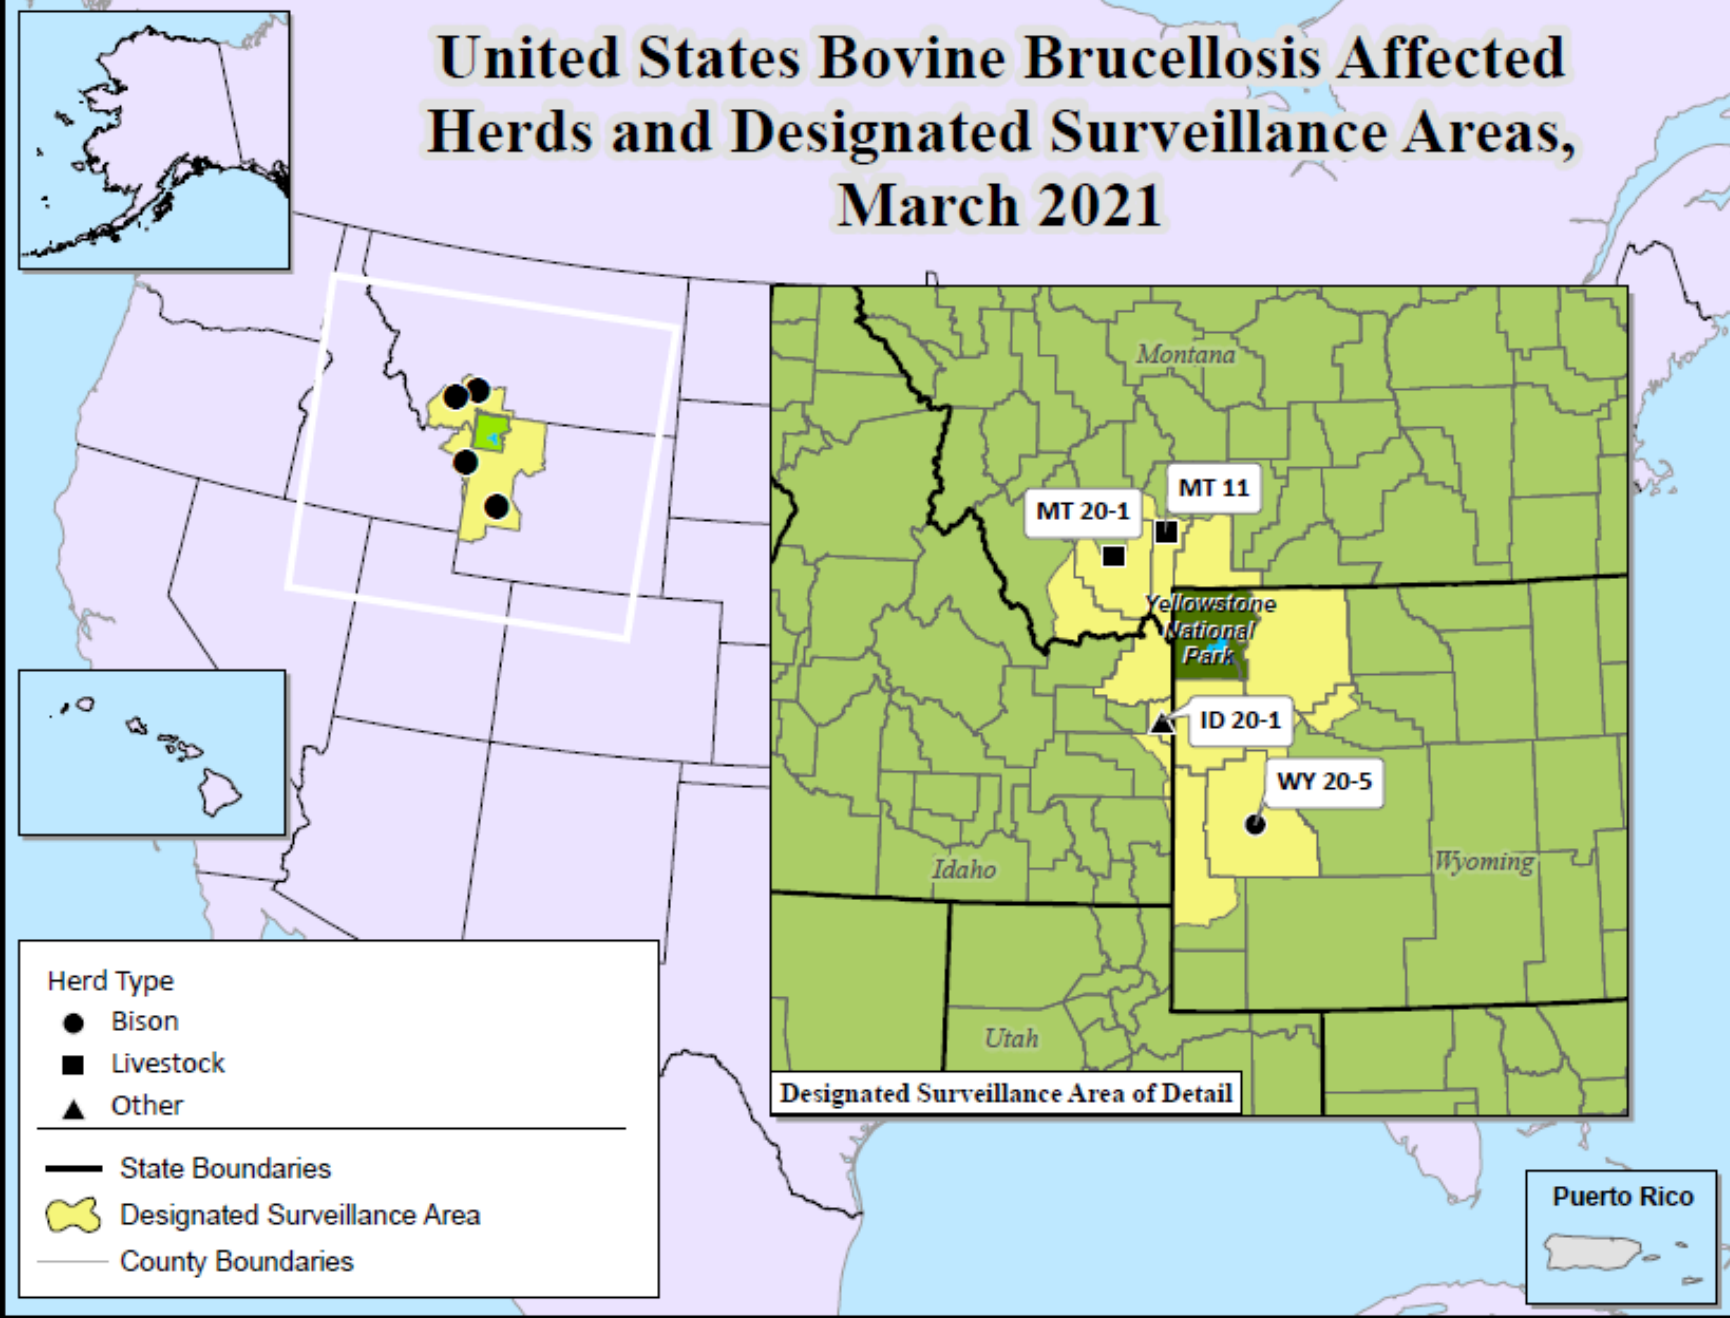 United States Bovine Brucellosis Affected
Herds and Designated Surveillance Areas,
March 2021
Montana
MT 11
MT 20-1
Yellowstone
National
Park
ID 20-1
WY 20-5
Idaho
Wyoming
Utah
Designated Surveillance Area of Detail
Herd Type
Bison
Livestock
Other
State Boundaries
Designated Surveillance Area
County Boundaries
Puerto Rico